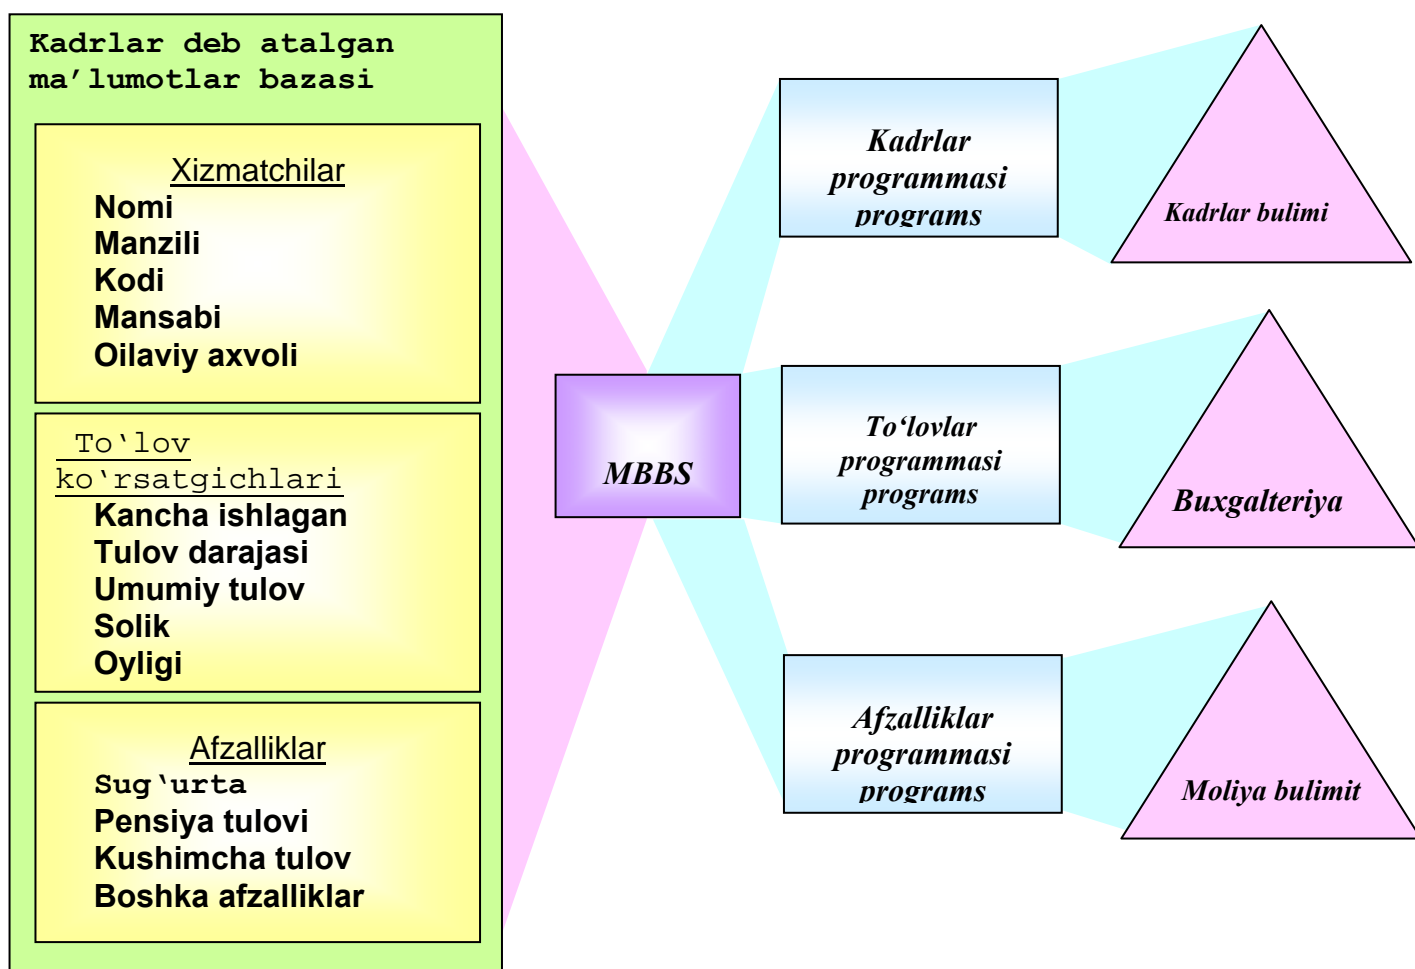 Kadrlar deb atalgan
ma’lumotlar bazasi
Xizmatchilar
Nomi
Manzili
Kodi
Mansabi
Oilaviy axvoli
To‘lov
ko‘rsatgichlari
Kancha ishlagan
Tulov darajasi
Umumiy tulov
Solik
Oyligi
Afzalliklar
Sug‘urta
Pensiya tulovi
Kushimcha tulov
Boshka afzalliklar
MBBS
Kadrlar
programmasi
programs
Kadrlar bulimi
To‘lovlar
programmasi
programs
Buxgalteriya
Afzalliklar
programmasi
programs
Moliya bulimit